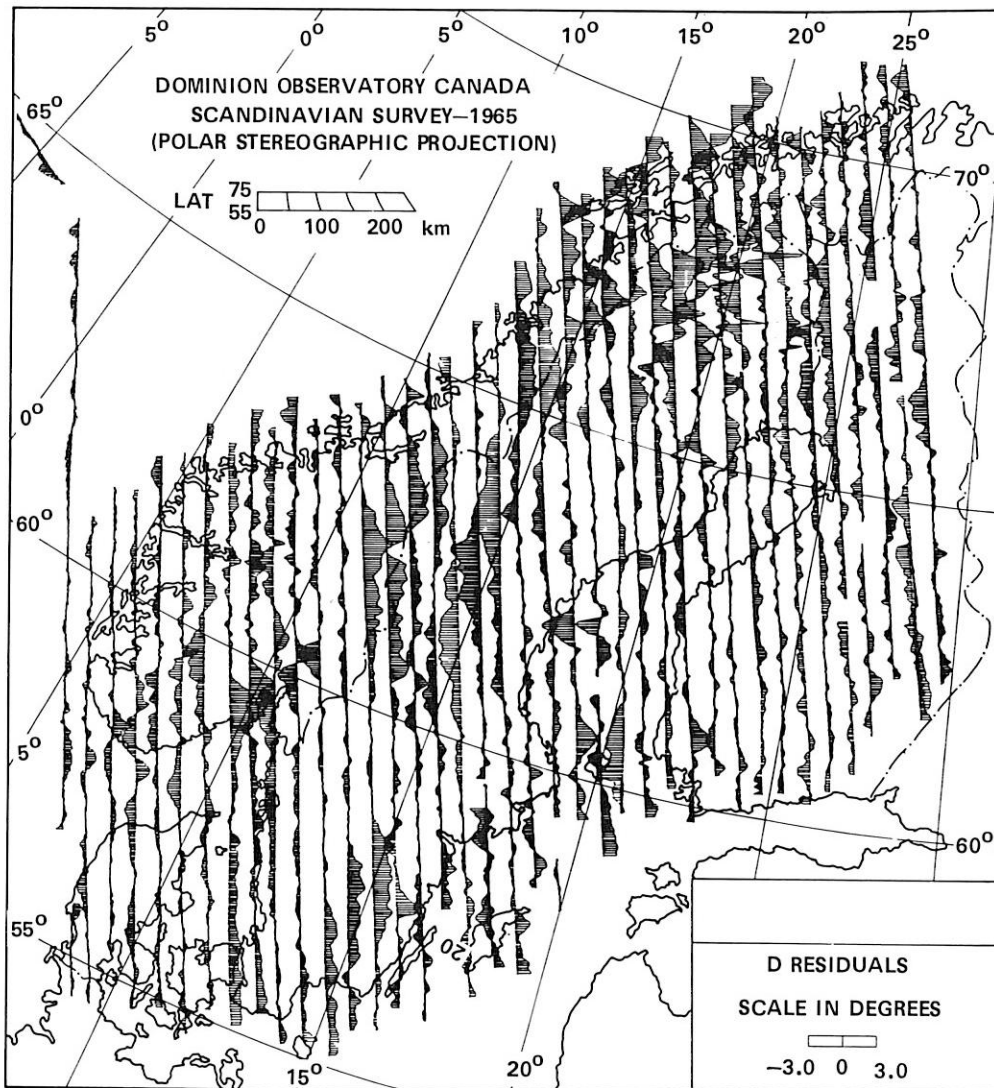 5° 0° 5° 10° 15° 20° 25°
DOMINION OBSERVATORY CANADA
SCANDINAVIAN SURVEY—1965
(POLAR STEREOGRAPHIC PROJECTION)
65°
LAT 75
55
0 100 200 km
70°
0°
60°
5°
60°
55°
20
15°
20°
D RESIDUALS
SCALE IN DEGREES
-3.0 0 3.0